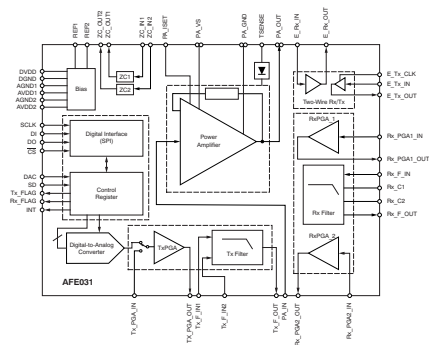 REF1
REF2
ZC_OUT2
ZC_OUT1
ZC_IN1
ZC_IN2
PA_ISET
PA_VS
PA_GND
TSENSE
PA_OUT
E_Rx_IN
E_Rx_OUT
DVDD
DGND
AGND1
AVDD1
AGND2
AVDD2
Bias
ZC1
ZC2
E_Tx_CLK
E_Tx_IN
E_Tx_OUT
Two-Wire Rx/Tx
SCLK
DI
DO
CS
Digital Interface
(SPI)
Power
Amplifier
RxPGA_1
Rx_PGA1_IN
Rx_PGA1_OUT
DAC
SD
Tx_FLAG
Rx_FLAG
INT
Control
Register
Rx_F_IN
Rx_C1
Rx_C2
Rx_F_OUT
Rx Filter
Digital-to-Analog
Converter
TxPGA
Tx Filter
RxPGA_2
AFE031
Tx_PGA_IN
Tx_PGA_OUT
Tx_F_IN1
Tx_F_IN2
Tx_F_OUT
PA_IN
Rx_PGA2_OUT
Rx_PGA2_IN